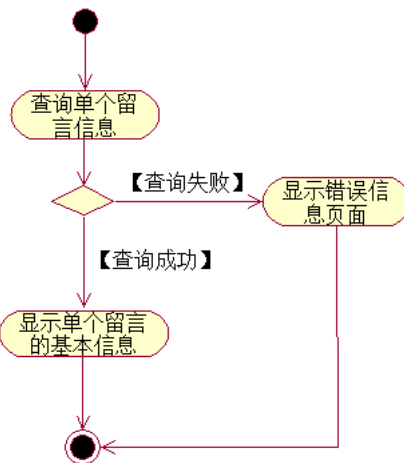 查询单个留
言信息
【查询失败】
显示错误信
息页面
【查询成功】
显示单个留言
的基本信息